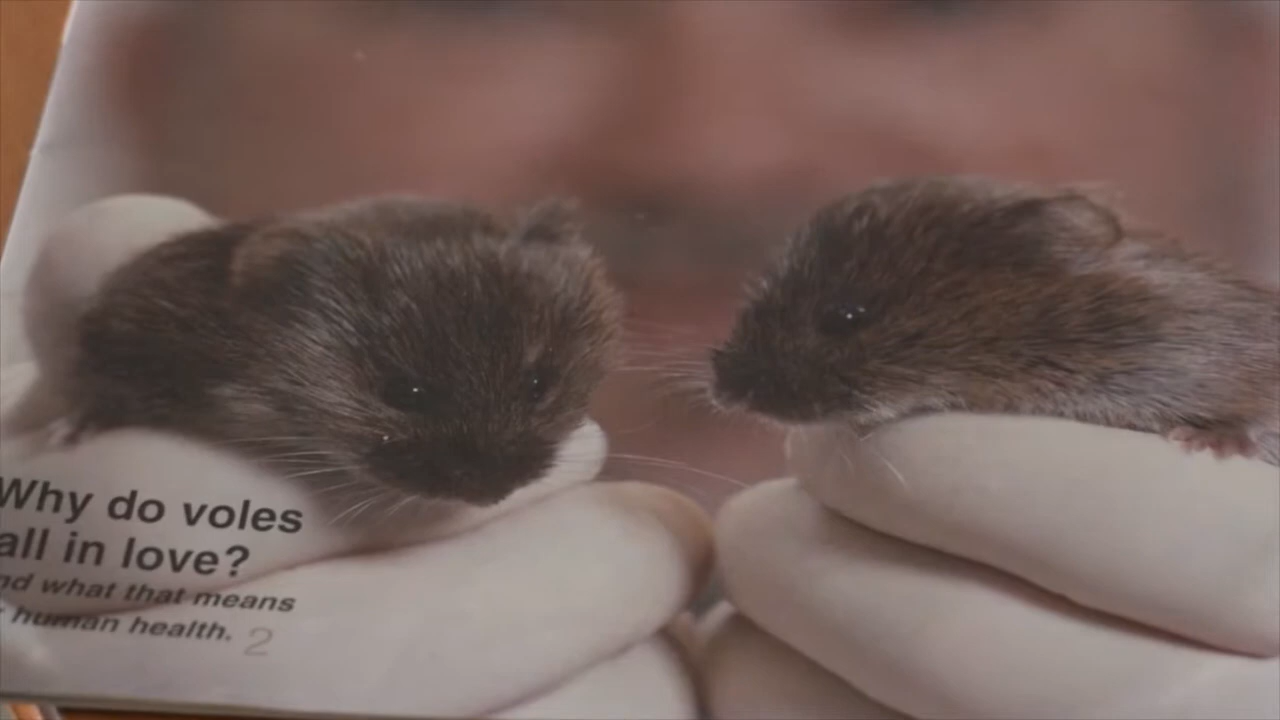 Why do voles
all in love?
nd what that means
human health. 2